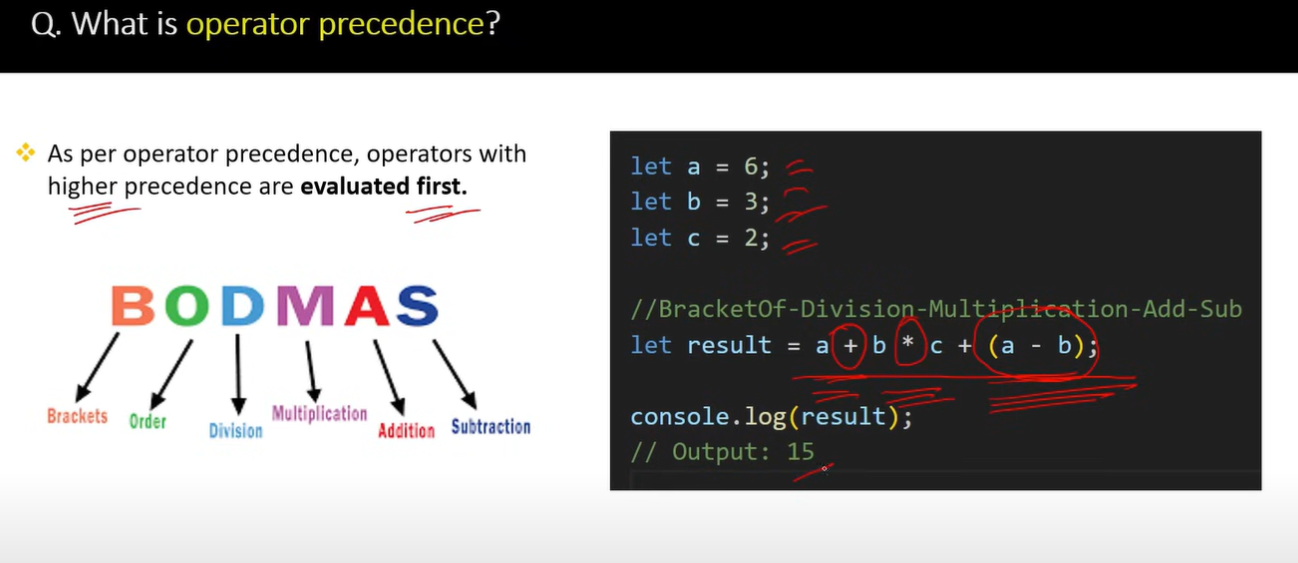 Q. What is operator precedence?
As per operator precedence, operators with
higher precedence are evaluated first.
BODMAS
Brackets Order Division Multiplication Addition Subtraction
let a = 6;
let b = 3;
let c = 2;
//BracketOf-Division-Multiplication-Add-Sub
let result = a + b * c + (a - b);
console.log(result);
// Output: 15